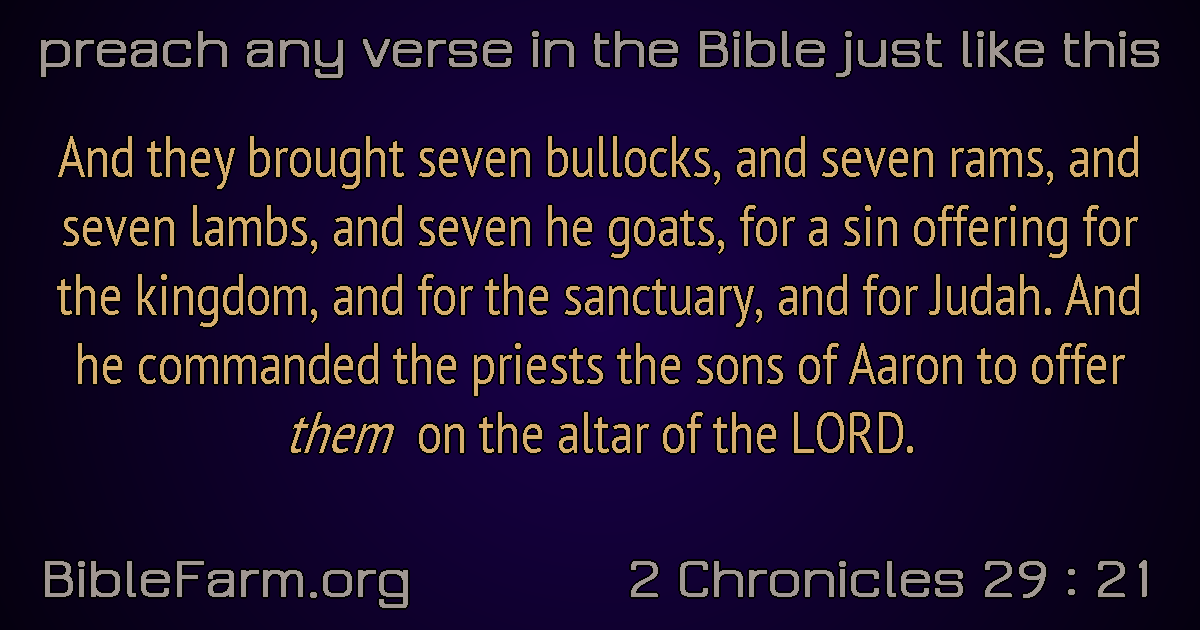 preach any verse in the Bible just like this
And they brought seven bullocks, and seven rams, and
seven lambs, and seven he goats, for a sin offering for
the kingdom, and for the sanctuary, and for Judah. And
he commanded the priests the sons of Aaron to offer
them on the altar of the LORD.
BibleFarm.org
2 Chronicles 29 : 21